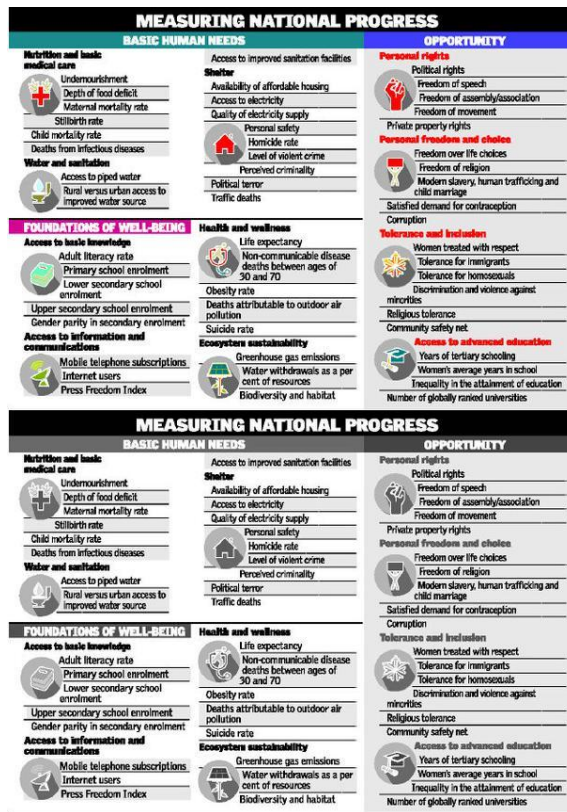 MEASURING NATIONAL PROGRESS
BASIC HUMAN NEEDS
Nutrition and basic
medical care
Undernourishment
Depth of food deficit
Maternal mortality rate
Stillbirth rate
Child mortality rate
Deaths from infectious diseases
Water and sanitation
Access to piped water
Rural versus urban access to
improved water source
Access to improved sanitation facilities
Shelter
Availability of affordable housing
Access to electricity
Quality of electricity supply
Personal safety
Homicide rate
Level of violent crime
Perceived criminality
Political terror
Traffic deaths
FOUNDATIONS OF WELL-BEING
Access to basic knowledge
Adult literacy rate
Primary school enrolment
Lower secondary school
enrolment
Upper secondary school enrolment
Gender parity in secondary enrolment
Access to information and
communications
Mobile telephone subscriptions
Internet users
Press Freedom Index
Health and wellness
Life expectancy
Non-communicable disease
deaths between ages of
30 and 70
Obesity rate
Deaths attributable to outdoor air
pollution
Suicide rate
Ecosystem sustainability
Greenhouse gas emissions
Water withdrawals as a per
cent of resources
Biodiversity and habitat
OPPORTUNITY
Personal rights
Political rights
Freedom of speech
Freedom of assembly/association
Freedom of movement
Private property rights
Personal freedom and choice
Freedom over life choices
Freedom of religion
Modern slavery, human trafficking and
child marriage
Satisfied demand for contraception
Corruption
Tolerance and inclusion
Women treated with respect
Tolerance for immigrants
Tolerance for homosexuals
Discrimination and violence against
minorities
Religious tolerance
Community safety net
Access to advanced education
Years of tertiary schooling
Women's average years in school
Inequality in the attainment of education
Number of globally ranked universities
MEASURING NATIONAL PROGRESS
BASIC HUMAN NEEDS
Nutrition and basic
medical care
Undernourishment
Depth of food deficit
Maternal mortality rate
Stillbirth rate
Child mortality rate
Deaths from infectious diseases
Water and sanitation
Access to piped water
Rural versus urban access to
improved water source
Access to improved sanitation facilities
Shelter
Availability of affordable housing
Access to electricity
Quality of electricity supply
Personal safety
Homicide rate
Level of violent crime
Perceived criminality
Political terror
Traffic deaths
FOUNDATIONS OF WELL-BEING
Access to basic knowledge
Adult literacy rate
Primary school enrolment
Lower secondary school
enrolment
Upper secondary school enrolment
Gender parity in secondary enrolment
Access to information and
communications
Mobile telephone subscriptions
Internet users
Press Freedom Index
Health and wellness
Life expectancy
Non-communicable disease
deaths between ages of
30 and 70
Obesity rate
Deaths attributable to outdoor air
pollution
Suicide rate
Ecosystem sustainability
Greenhouse gas emissions
Water withdrawals as a per
cent of resources
Biodiversity and habitat
OPPORTUNITY
Personal rights
Political rights
Freedom of speech
Freedom of assembly/association
Freedom of movement
Private property rights
Personal freedom and choice
Freedom over life choices
Freedom of religion
Modern slavery, human trafficking and
child marriage
Satisfied demand for contraception
Corruption
Tolerance and inclusion
Women treated with respect
Tolerance for immigrants
Tolerance for homosexuals
Discrimination and violence against
minorities
Religious tolerance
Community safety net
Access to advanced education
Years of tertiary schooling
Women's average years in school
Inequality in the attainment of education
Number of globally ranked universities